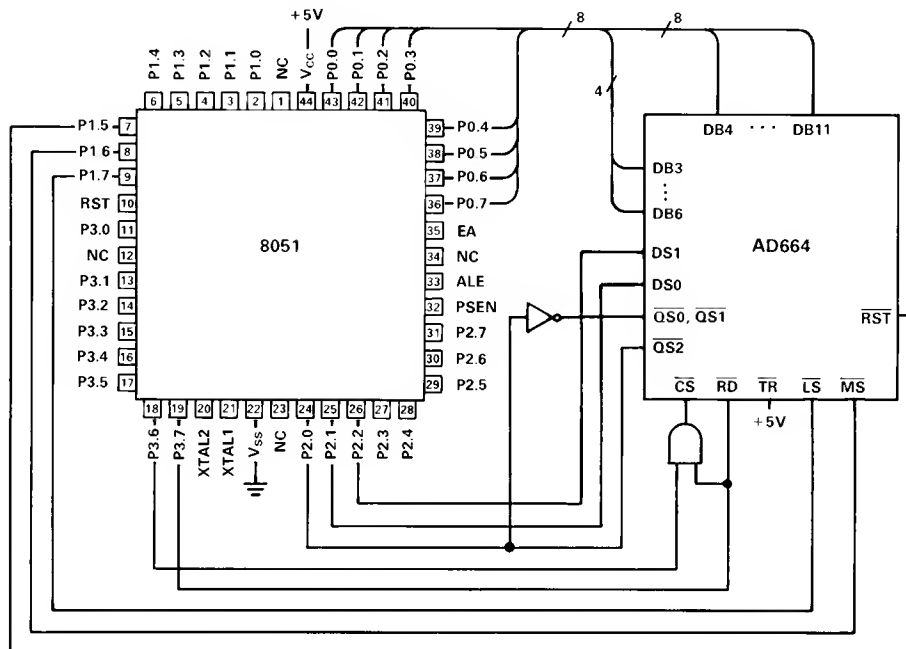 +5V
8
8
P1.4
P1.3
P1.2
P1.1
P1.0
NC
VCC
P0.0
P0.1
P0.2
P0.3
6
5
4
3
2
1
44
43
42
41
40
4
P1.5
7
39
P0.4
DB4 ··· DB11
P1.6
8
38
P0.5
P1.7
9
37
P0.6
DB3
RST
10
36
P0.7
DB6
P3.0
11
35
EA
NC
12
8051
34
NC
DS1
AD664
P3.1
13
33
ALE
DS0
P3.2
14
32
PSEN
QS0, QS1
RST
P3.3
15
31
P2.7
QS2
P3.4
16
30
P2.6
P3.5
17
29
P2.5
CS
RD
TR
LS
MS
+5V
18
19
20
21
22
23
24
25
26
27
28
P3.6
P3.7
XTAL2
XTAL1
VSS
NC
P2.0
P2.1
P2.2
P2.3
P2.4